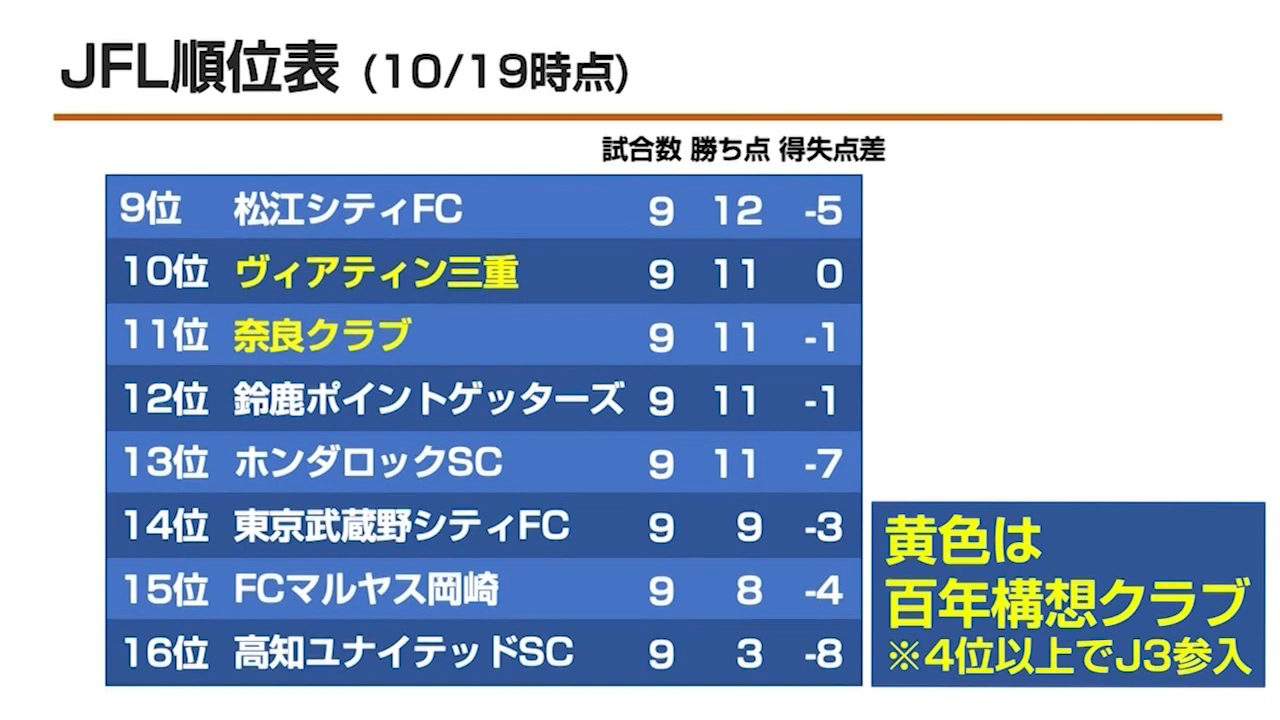 JFL順位表 (10/19時点)
試合数 勝ち点 得失点差
9位 松江シティFC 9 12 -5
10位 ヴィアティン三重 9 11 0
11位 奈良クラブ 9 11 -1
12位 鈴鹿ポイントゲッターズ 9 11 -1
13位 ホンダロックSC 9 11 -7
14位 東京武蔵野シティFC 9 9 -3
15位 FCマルヤス岡崎 9 8 -4
16位 高知ユナイテッドSC 9 3 -8
黄色は
百年構想クラブ
※4位以上でJ3参入